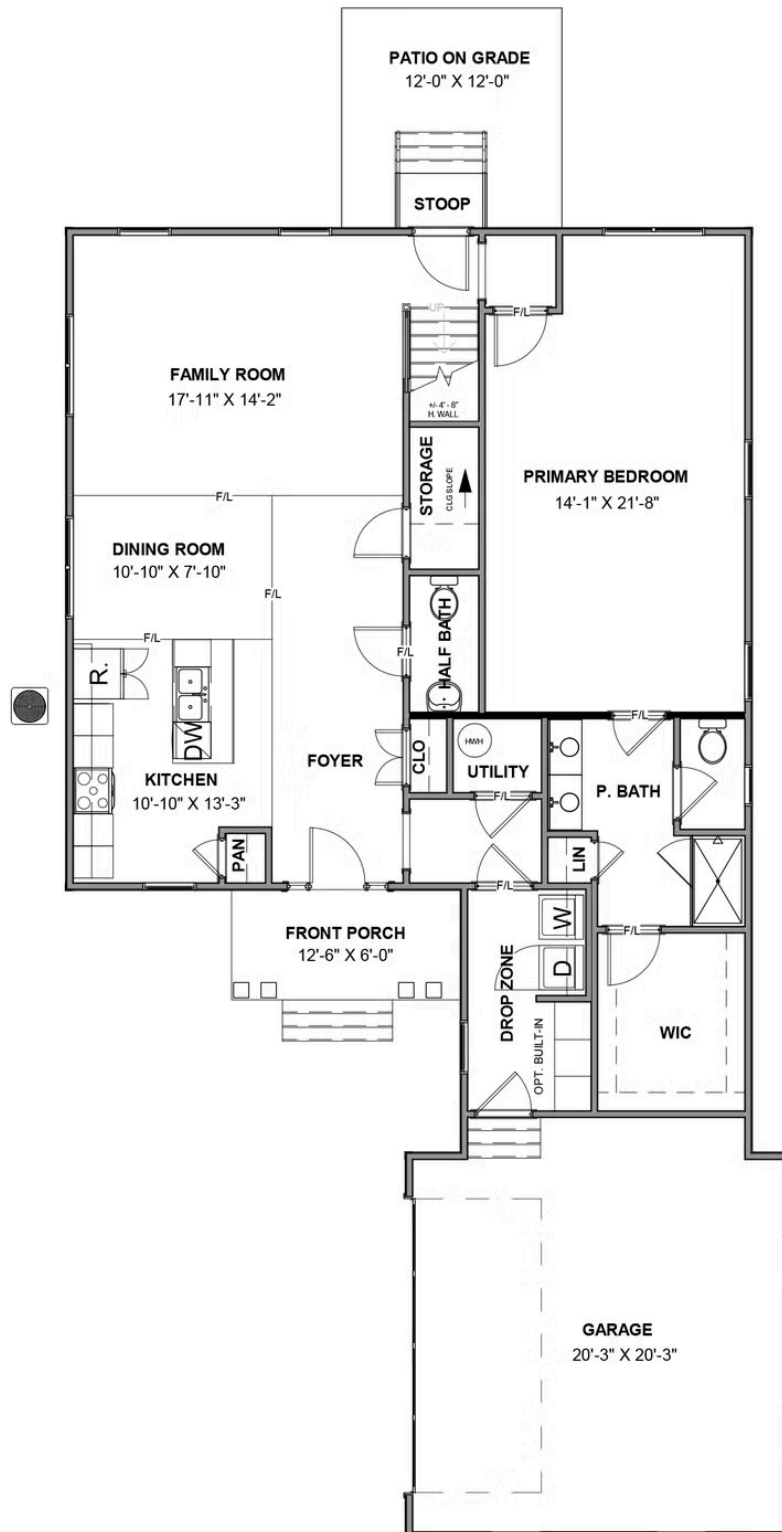 PATIO ON GRADE
12'-0" X 12'-0"
STOOP
F/L
UP
FAMILY ROOM
17'-11" X 14'-2"
+/- 4' - 8"
H. WALL
STORAGE
CLG SLOPE
PRIMARY BEDROOM
14'-1" X 21'-8"
F/L
DINING ROOM
10'-10" X 7'-10"
F/L
F/L
HALF BATH
F/L
R.
DW
F/L
FOYER
CLO
HWH
UTILITY
F/L
P. BATH
KITCHEN
10'-10" X 13'-3"
PAN
LIN
F/L
W
D
F/L
FRONT PORCH
12'-6" X 6'-0"
DROP ZONE
OPT. BUILT-IN
WIC
GARAGE
20'-3" X 20'-3"